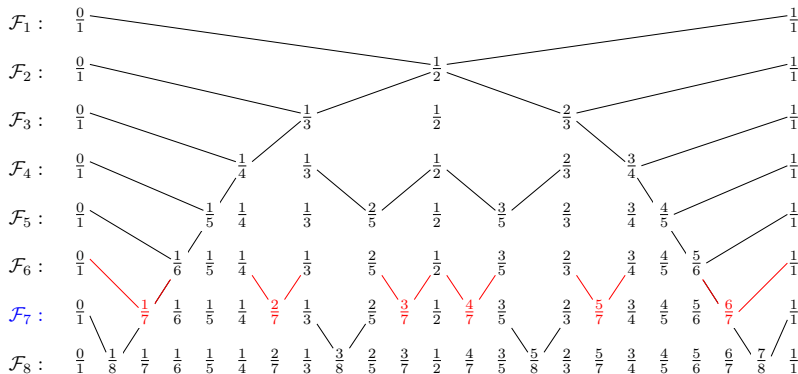 F₁ : 0/1 1/1
F₂ : 0/1 1/2 1/1
F₃ : 0/1 1/3 1/2 2/3 1/1
F₄ : 0/1 1/4 1/3 1/2 2/3 3/4 1/1
F₅ : 0/1 1/5 1/4 1/3 2/5 1/2 3/5 2/3 3/4 4/5 1/1
F₆ : 0/1 1/6 1/5 1/4 1/3 2/5 1/2 3/5 2/3 3/4 4/5 5/6 1/1
F₇ : 0/1 1/7 1/6 1/5 1/4 2/7 1/3 2/5 3/7 1/2 4/7 3/5 2/3 5/7 3/4 4/5 5/6 6/7 1/1
F₈ : 0/1 1/8 1/7 1/6 1/5 1/4 2/7 1/3 3/8 2/5 3/7 1/2 4/7 3/5 5/8 2/3 5/7 3/4 4/5 5/6 6/7 7/8 1/1